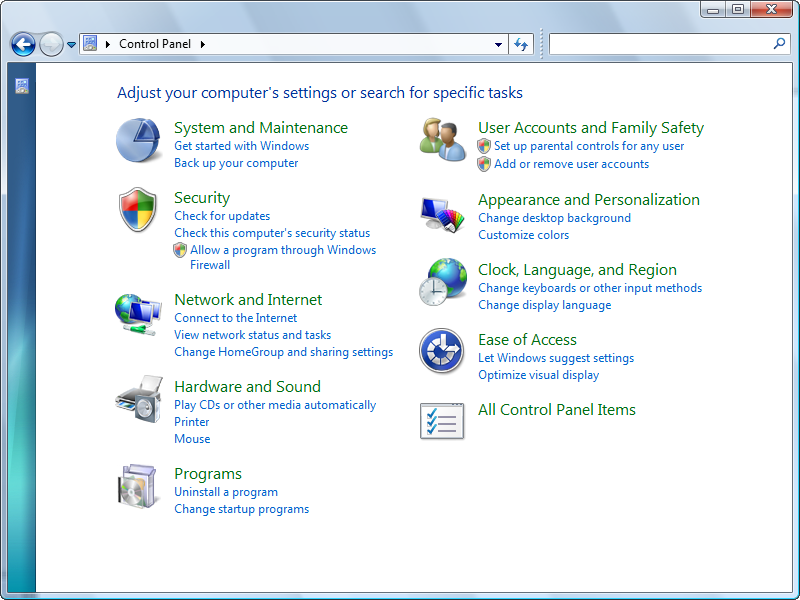 Control Panel
Adjust your computer's settings or search for specific tasks
System and Maintenance
Get started with Windows
Back up your computer
Security
Check for updates
Check this computer's security status
Allow a program through Windows
Firewall
Network and Internet
Connect to the Internet
View network status and tasks
Change HomeGroup and sharing settings
Hardware and Sound
Play CDs or other media automatically
Printer
Mouse
Programs
Uninstall a program
Change startup programs
User Accounts and Family Safety
Set up parental controls for any user
Add or remove user accounts
Appearance and Personalization
Change desktop background
Customize colors
Clock, Language, and Region
Change keyboards or other input methods
Change display language
Ease of Access
Let Windows suggest settings
Optimize visual display
All Control Panel Items